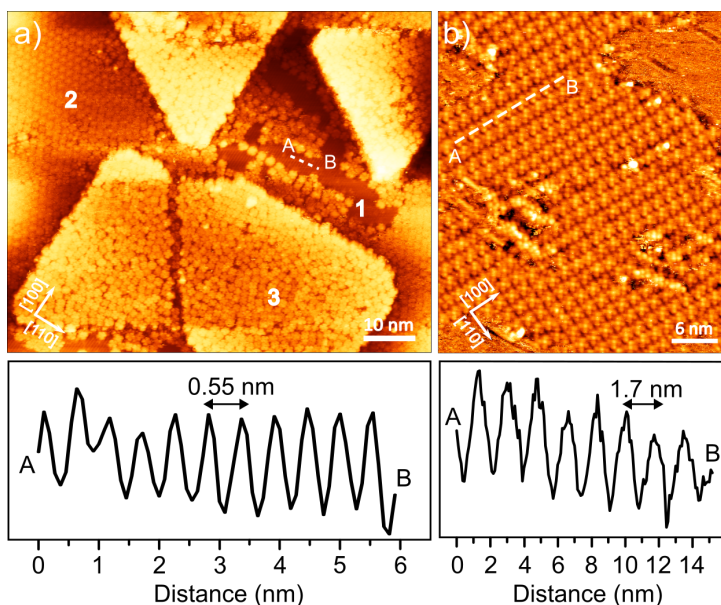 a)
2
A
B
1
3
[100]
[110]
10 nm
b)
B
A
[100]
[110]
6 nm
0.55 nm
A
B
0 1 2 3 4 5 6
Distance (nm)
1.7 nm
A
B
0 2 4 6 8 10 12 14
Distance (nm)